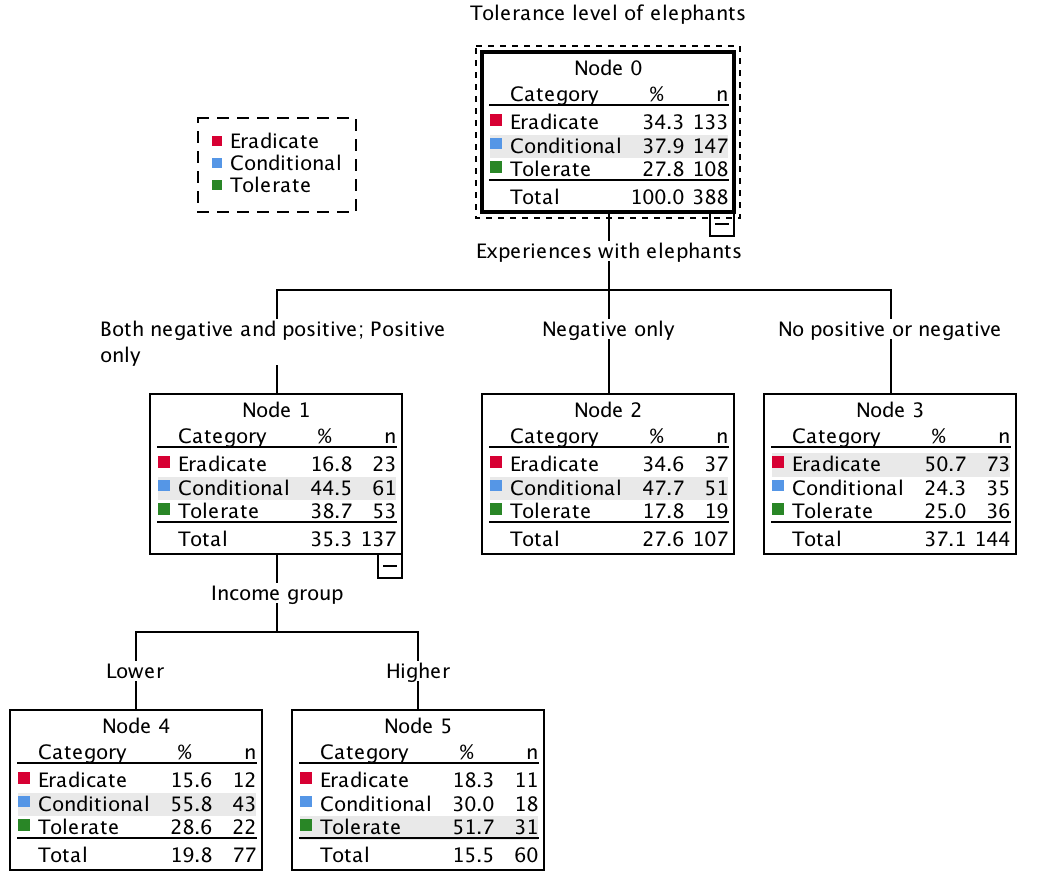 Tolerance level of elephants
Node 0
Category % n
Eradicate 34.3 133
Conditional 37.9 147
Tolerate 27.8 108
Total 100.0 388
Eradicate
Conditional
Tolerate
Experiences with elephants
Both negative and positive; Positive
only
Negative only
No positive or negative
Node 1
Category % n
Eradicate 16.8 23
Conditional 44.5 61
Tolerate 38.7 53
Total 35.3 137
Node 2
Category % n
Eradicate 34.6 37
Conditional 47.7 51
Tolerate 17.8 19
Total 27.6 107
Node 3
Category % n
Eradicate 50.7 73
Conditional 24.3 35
Tolerate 25.0 36
Total 37.1 144
Income group
Lower
Higher
Node 4
Category % n
Eradicate 15.6 12
Conditional 55.8 43
Tolerate 28.6 22
Total 19.8 77
Node 5
Category % n
Eradicate 18.3 11
Conditional 30.0 18
Tolerate 51.7 31
Total 15.5 60